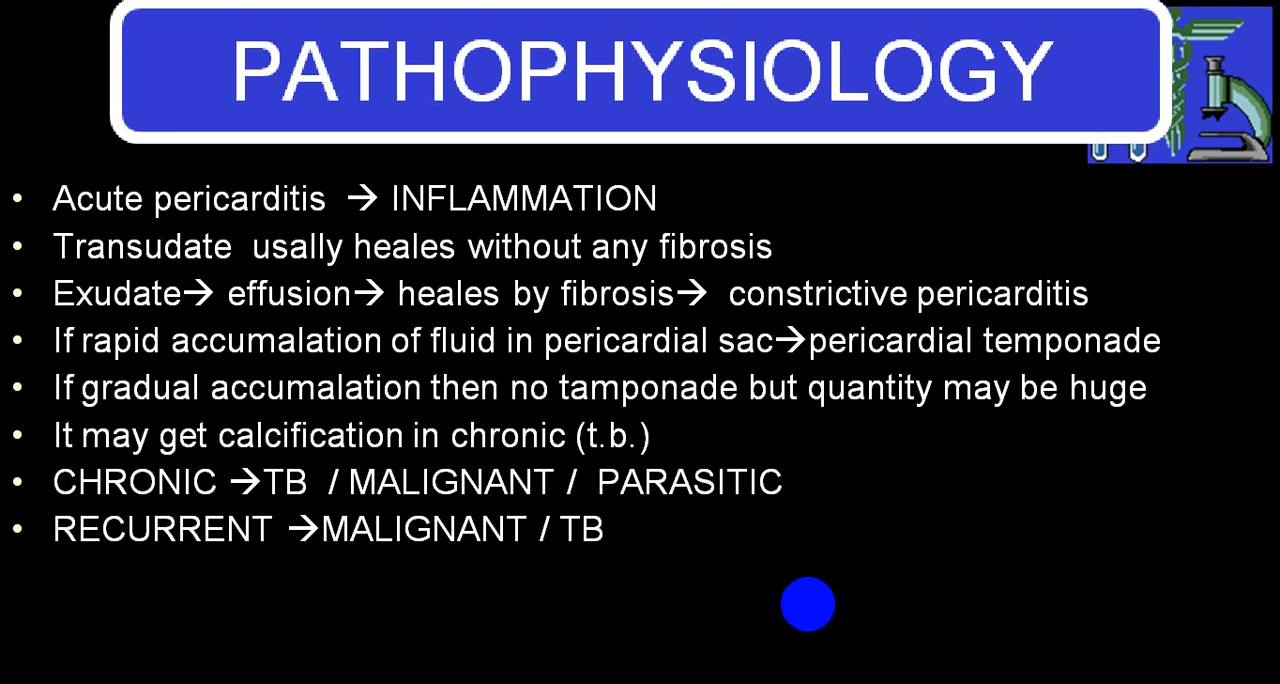 PATHOPHYSIOLOGY
• Acute pericarditis → INFLAMMATION
• Transudate usally heales without any fibrosis
• Exudate→ effusion→ heales by fibrosis→ constrictive pericarditis
• If rapid accumalation of fluid in pericardial sac→pericardial temponade
• If gradual accumalation then no tamponade but quantity may be huge
• It may get calcification in chronic (t.b.)
• CHRONIC →TB / MALIGNANT / PARASITIC
• RECURRENT →MALIGNANT / TB